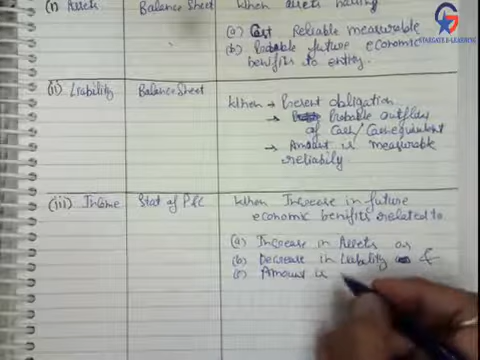 (i) Assets Balance Sheet When assets having
(a) Cost Reliable measurable
(b) Probable future economic
benefits to entity.
(ii) Liability Balance Sheet When → Present obligation
→ Probable outflow
of Cash/Cash equivalent
→ Amount is measurable
reliabily
(iii) Income Stat of P/L When Increase in future
economic benefits related to
(a) Increase in Assets or
(b) Decrease in Liability &
(c) Amount is
STARGATE E-LEARNING